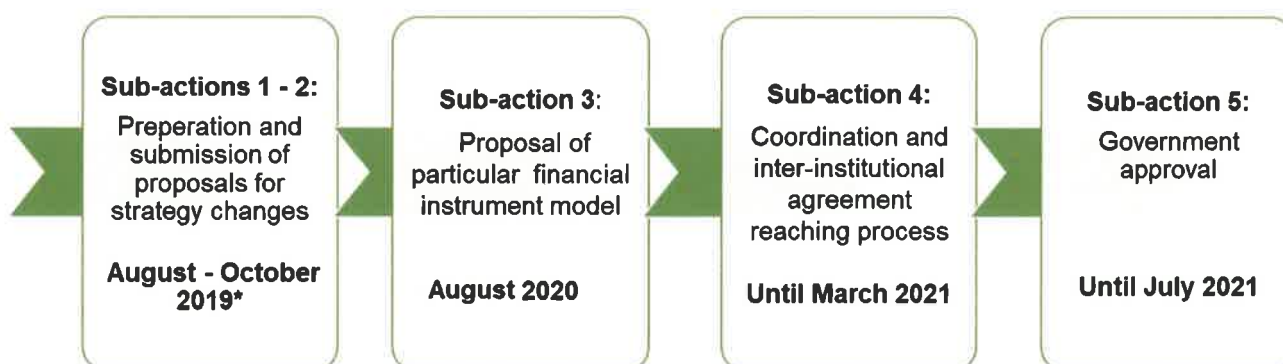 Sub-actions 1 - 2:
Preperation and
submission of
proposals for
strategy changes
August - October
2019*
Sub-action 3:
Proposal of
particular financial
instrument model
August 2020
Sub-action 4:
Coordination and
inter-institutional
agreement
reaching process
Until March 2021
Sub-action 5:
Government
approval
Until July 2021